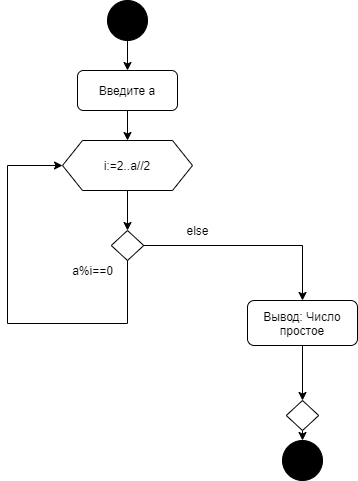 Введите a
i:=2..a//2
else
a%i==0
Вывод: Число
простое